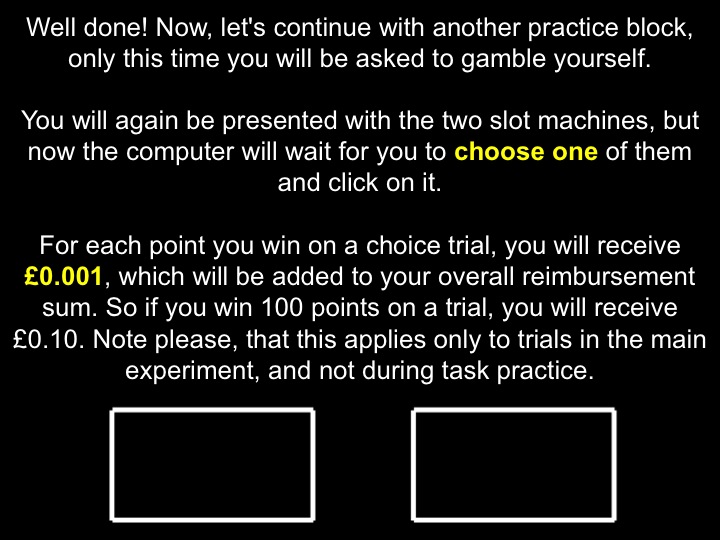 Well done! Now, let's continue with another practice block,
only this time you will be asked to gamble yourself.
You will again be presented with the two slot machines, but
now the computer will wait for you to choose one of them
and click on it.
For each point you win on a choice trial, you will receive
£0.001, which will be added to your overall reimbursement
sum. So if you win 100 points on a trial, you will receive
£0.10. Note please, that this applies only to trials in the main
experiment, and not during task practice.